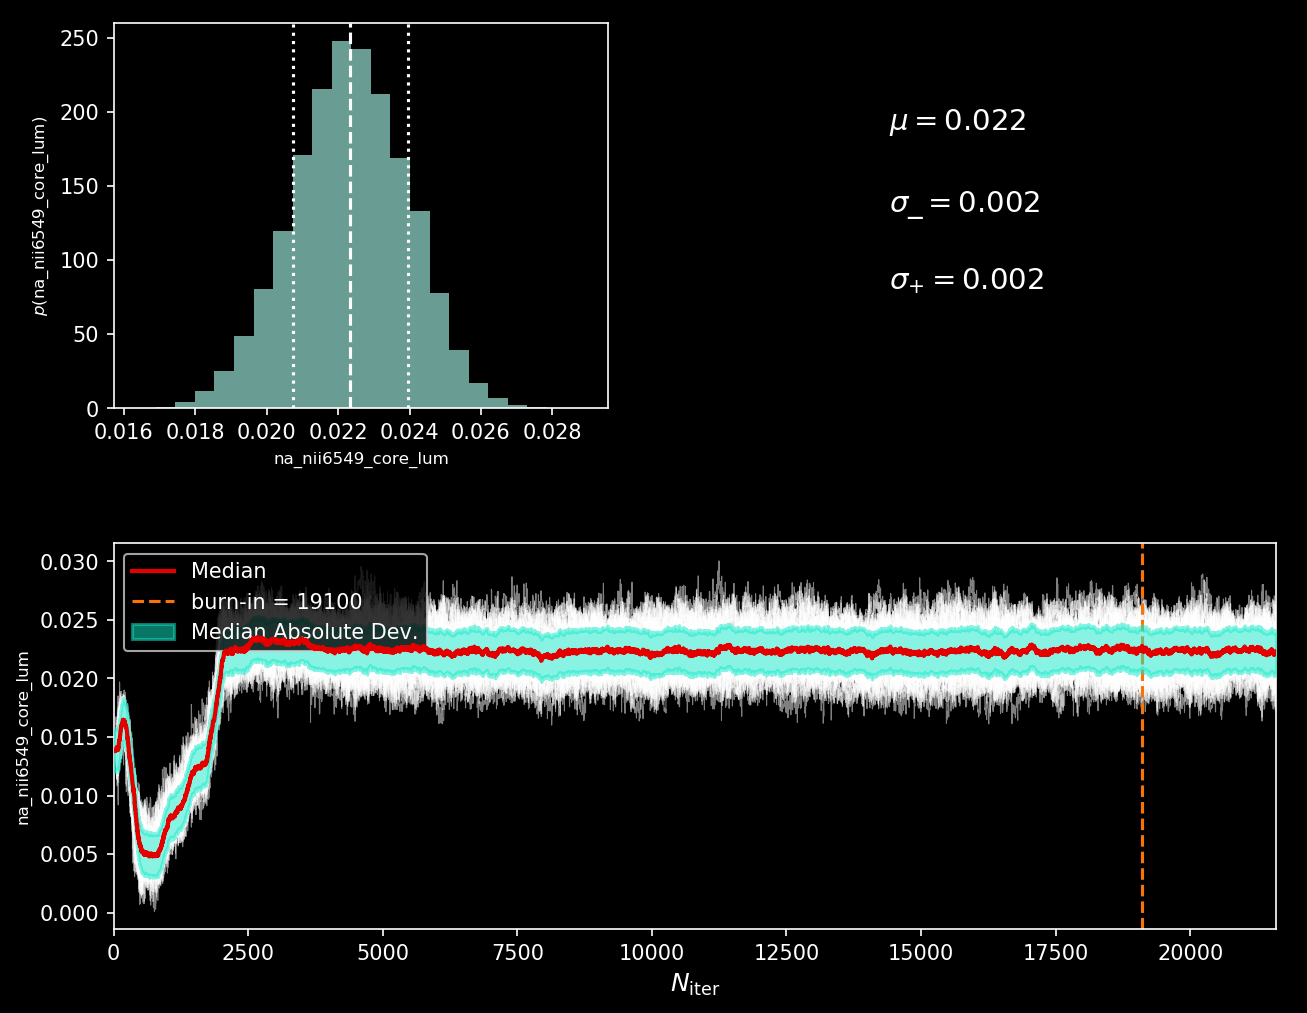 250
200
150
100
50
0
p(na_nii6549_core_lum)
0.016 0.018 0.020 0.022 0.024 0.026 0.028
na_nii6549_core_lum
μ = 0.022
σ₋ = 0.002
σ₊ = 0.002
0.030
0.025
0.020
0.015
0.010
0.005
0.000
na_nii6549_core_lum
Median
burn-in = 19100
Median Absolute Dev.
0 2500 5000 7500 10000 12500 15000 17500 20000
N_iter